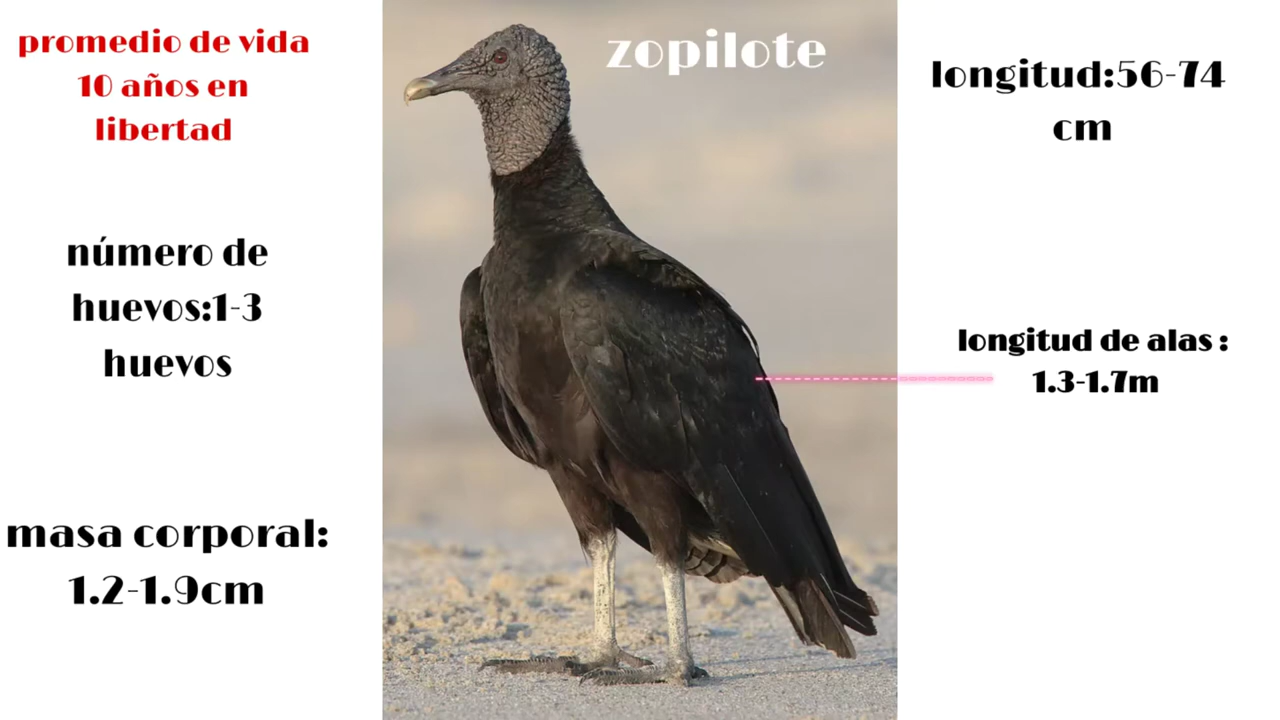 promedio de vida
10 años en
libertad
número de
huevos:1-3
huevos
masa corporal:
1.2-1.9cm
zopilote
longitud:56-74
cm
longitud de alas :
1.3-1.7m